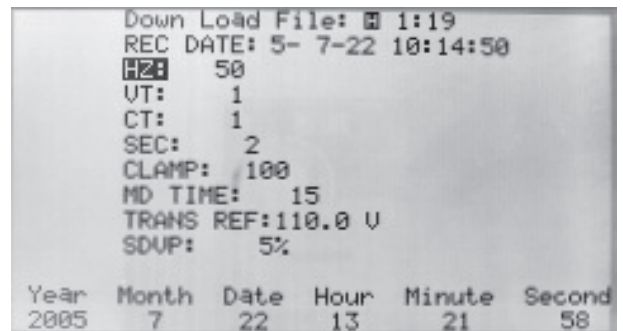 Down Load File: H 1:19
REC DATE: 5- 7-22 10:14:50
HZ: 50
VT: 1
CT: 1
SEC: 2
CLAMP: 100
MD TIME: 15
TRANS REF:110.0 V
SDVP: 5%
Year Month Date Hour Minute Second
2005 7 22 13 21 58